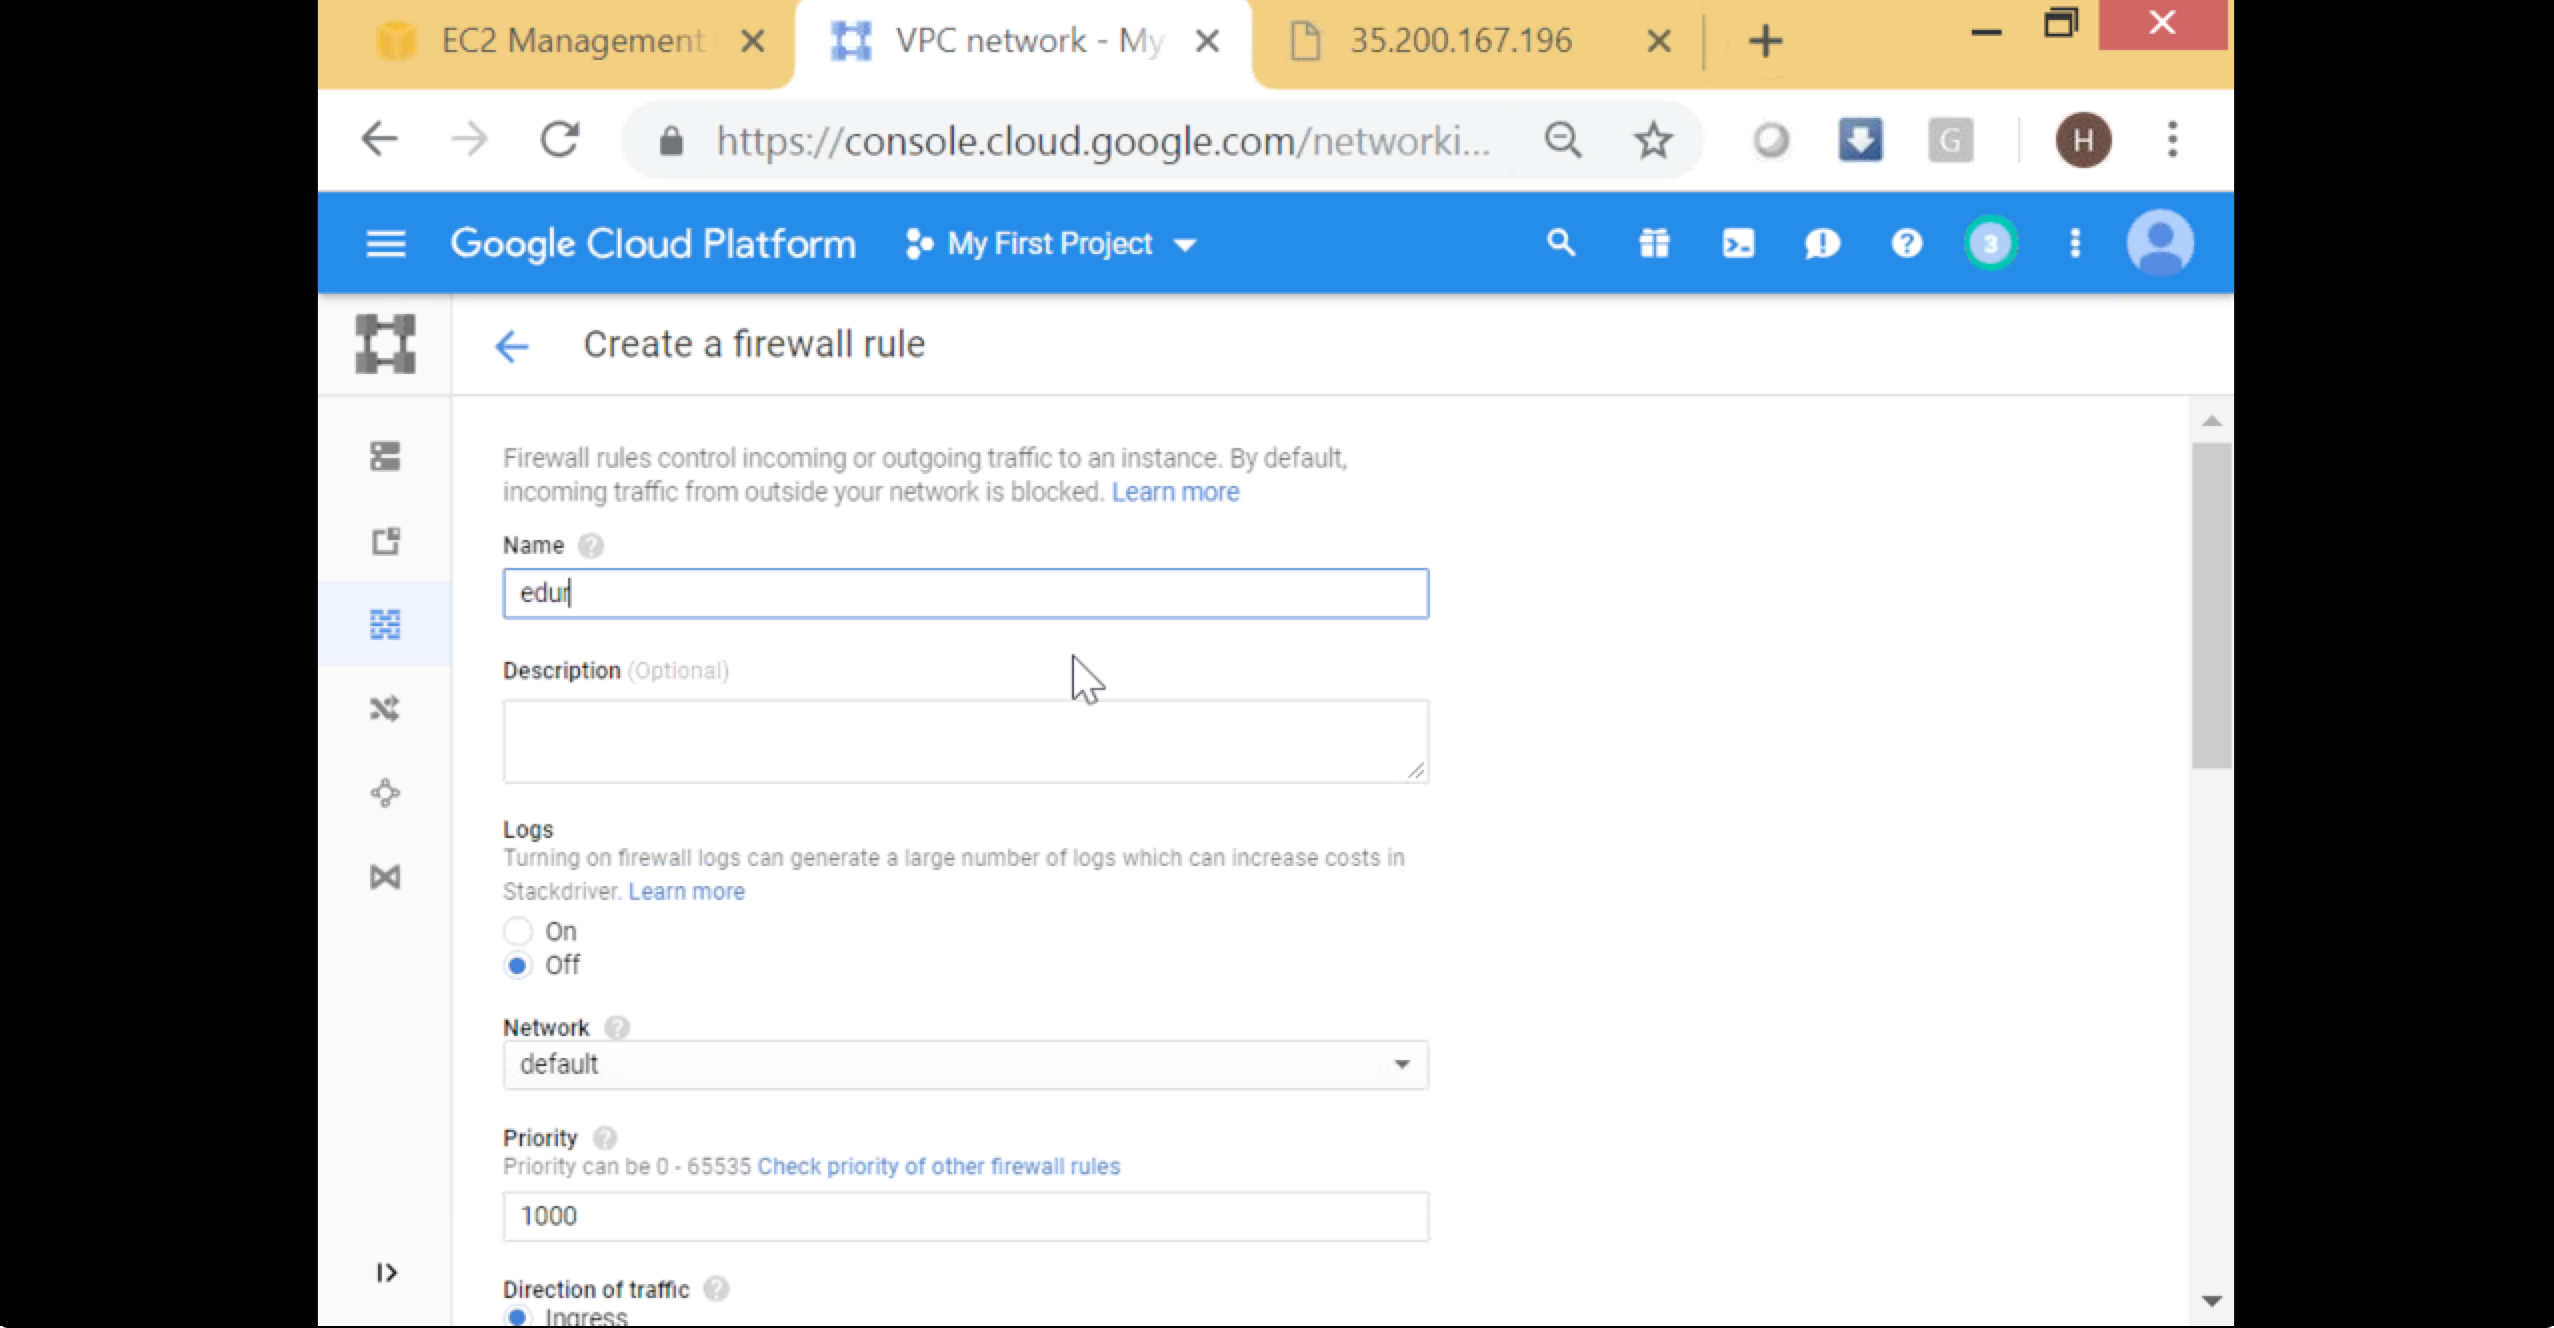 EC2 Management
VPC network - My
35.200.167.196
https://console.cloud.google.com/networki...
G
H
Google Cloud Platform
My First Project
3
Create a firewall rule
Firewall rules control incoming or outgoing traffic to an instance. By default,
incoming traffic from outside your network is blocked. Learn more
Name
edur
Description (Optional)
Logs
Turning on firewall logs can generate a large number of logs which can increase costs in
Stackdriver. Learn more
On
Off
Network
default
Priority
Priority can be 0 - 65535 Check priority of other firewall rules
1000
Direction of traffic
Ingress